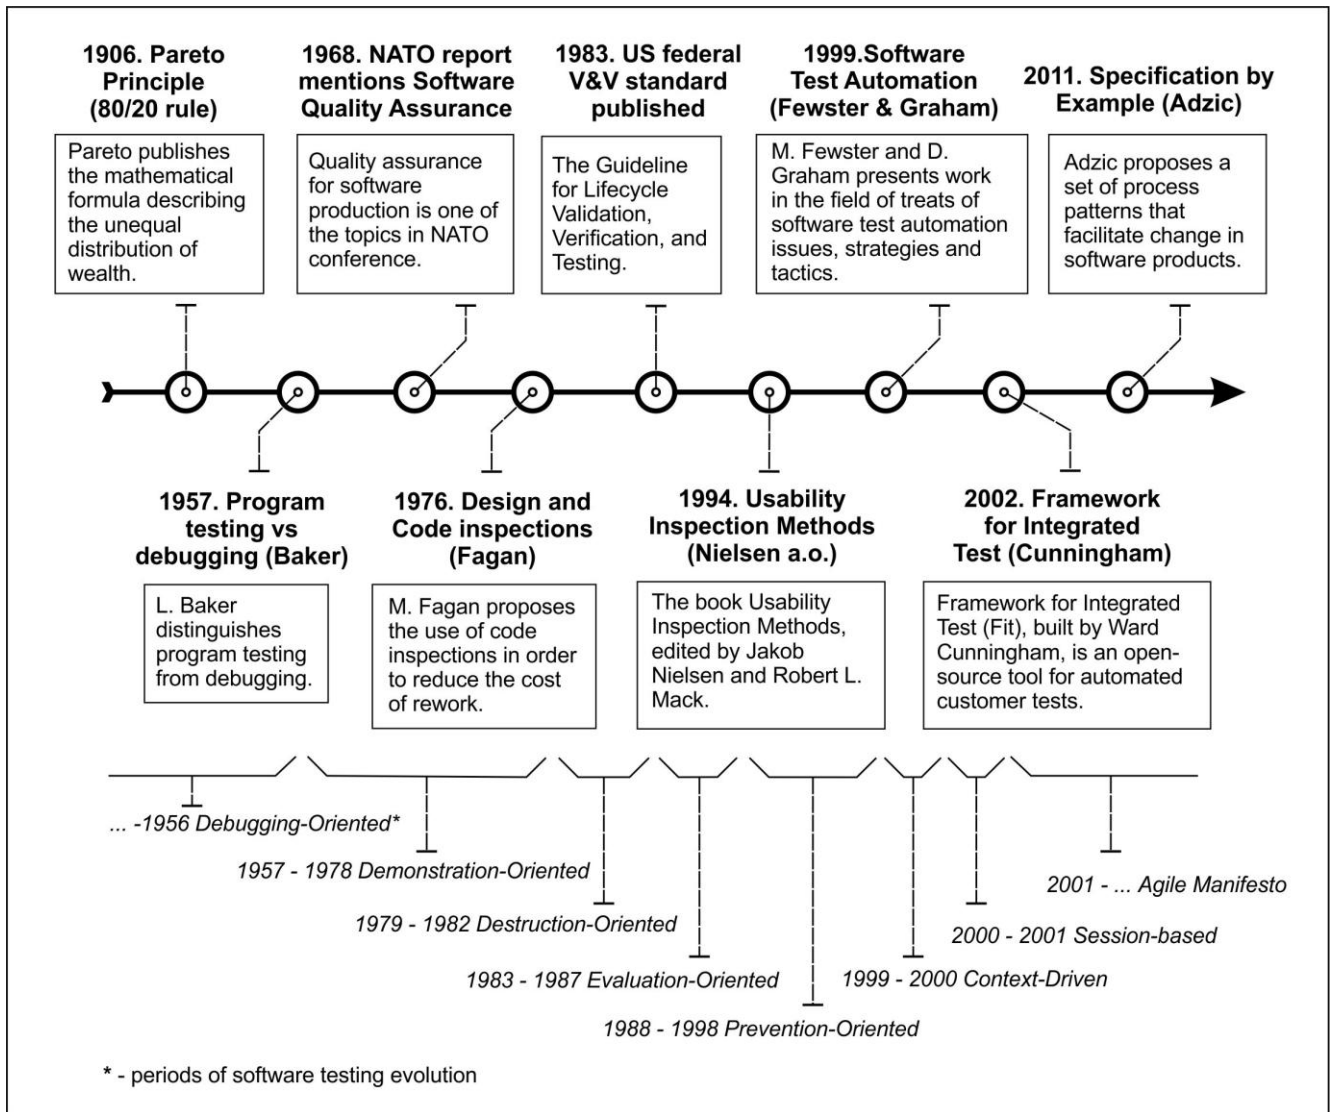 1906. Pareto
Principle
(80/20 rule)
Pareto publishes
the mathematical
formula describing
the unequal
distribution of
wealth.
1968. NATO report
mentions Software
Quality Assurance
Quality assurance
for software
production is one of
the topics in NATO
conference.
1983. US federal
V&V standard
published
The Guideline
for Lifecycle
Validation,
Verification, and
Testing.
1999.Software
Test Automation
(Fewster & Graham)
M. Fewster and D.
Graham presents work
in the field of treats of
software test automation
issues, strategies and
tactics.
2011. Specification by
Example (Adzic)
Adzic proposes a
set of process
patterns that
facilitate change in
software products.
1957. Program
testing vs
debugging (Baker)
L. Baker
distinguishes
program testing
from debugging.
1976. Design and
Code inspections
(Fagan)
M. Fagan proposes
the use of code
inspections in order
to reduce the cost
of rework.
1994. Usability
Inspection Methods
(Nielsen a.o.)
The book Usability
Inspection Methods,
edited by Jakob
Nielsen and Robert L.
Mack.
2002. Framework
for Integrated
Test (Cunningham)
Framework for Integrated
Test (Fit), built by Ward
Cunningham, is an open-
source tool for automated
customer tests.
... -1956 Debugging-Oriented*
1957 - 1978 Demonstration-Oriented
1979 - 1982 Destruction-Oriented
1983 - 1987 Evaluation-Oriented
1988 - 1998 Prevention-Oriented
1999 - 2000 Context-Driven
2000 - 2001 Session-based
2001 - ... Agile Manifesto
* - periods of software testing evolution